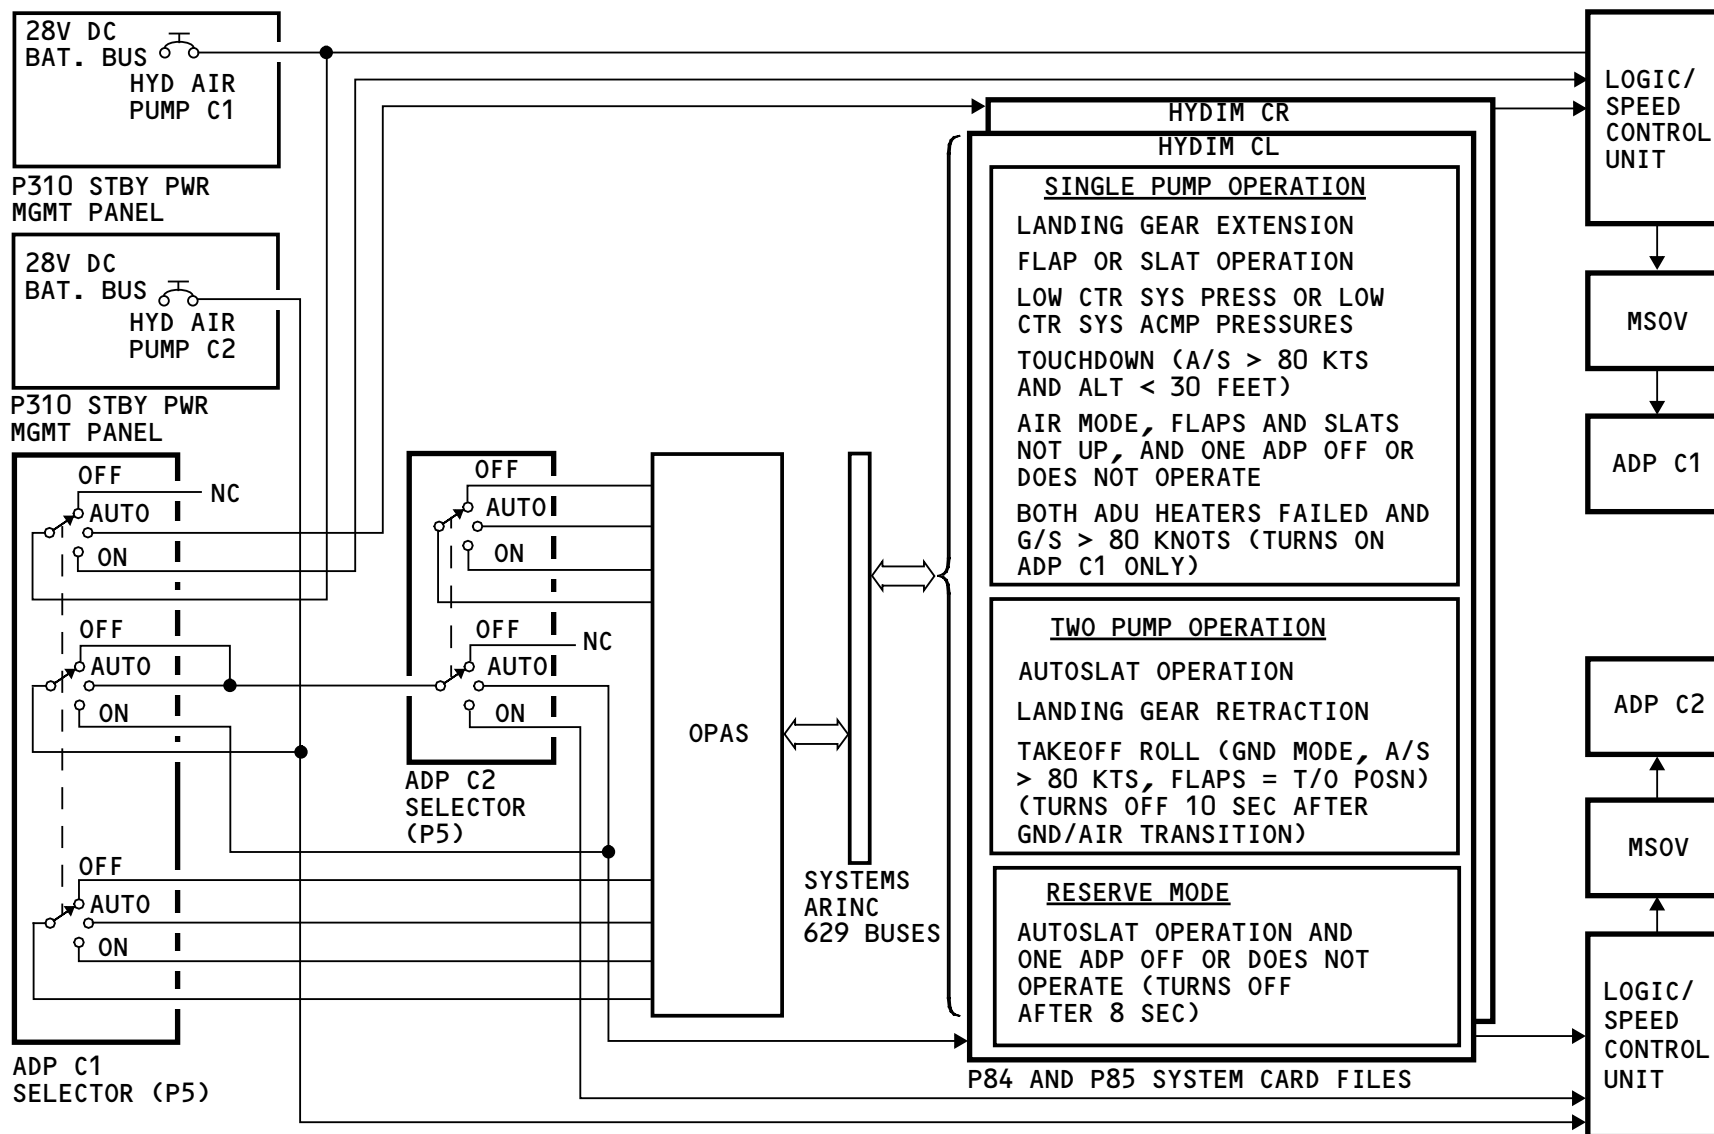 28V DC
BAT. BUS
HYD AIR
PUMP C1
P310 STBY PWR
MGMT PANEL
28V DC
BAT. BUS
HYD AIR
PUMP C2
P310 STBY PWR
MGMT PANEL
OFF
NC
AUTO
ON
OFF
AUTO
ON
OFF
AUTO
ON
ADP C1
SELECTOR (P5)
OFF
AUTO
ON
OFF
NC
AUTO
ON
ADP C2
SELECTOR
(P5)
OPAS
SYSTEMS
ARINC
629 BUSES
HYDIM CR
HYDIM CL
SINGLE PUMP OPERATION
LANDING GEAR EXTENSION
FLAP OR SLAT OPERATION
LOW CTR SYS PRESS OR LOW
CTR SYS ACMP PRESSURES
TOUCHDOWN (A/S > 80 KTS
AND ALT < 30 FEET)
AIR MODE, FLAPS AND SLATS
NOT UP, AND ONE ADP OFF OR
DOES NOT OPERATE
BOTH ADU HEATERS FAILED AND
G/S > 80 KNOTS (TURNS ON
ADP C1 ONLY)
TWO PUMP OPERATION
AUTOSLAT OPERATION
LANDING GEAR RETRACTION
TAKEOFF ROLL (GND MODE, A/S
> 80 KTS, FLAPS = T/O POSN)
(TURNS OFF 10 SEC AFTER
GND/AIR TRANSITION)
RESERVE MODE
AUTOSLAT OPERATION AND
ONE ADP OFF OR DOES NOT
OPERATE (TURNS OFF
AFTER 8 SEC)
P84 AND P85 SYSTEM CARD FILES
LOGIC/
SPEED
CONTROL
UNIT
MSOV
ADP C1
ADP C2
MSOV
LOGIC/
SPEED
CONTROL
UNIT